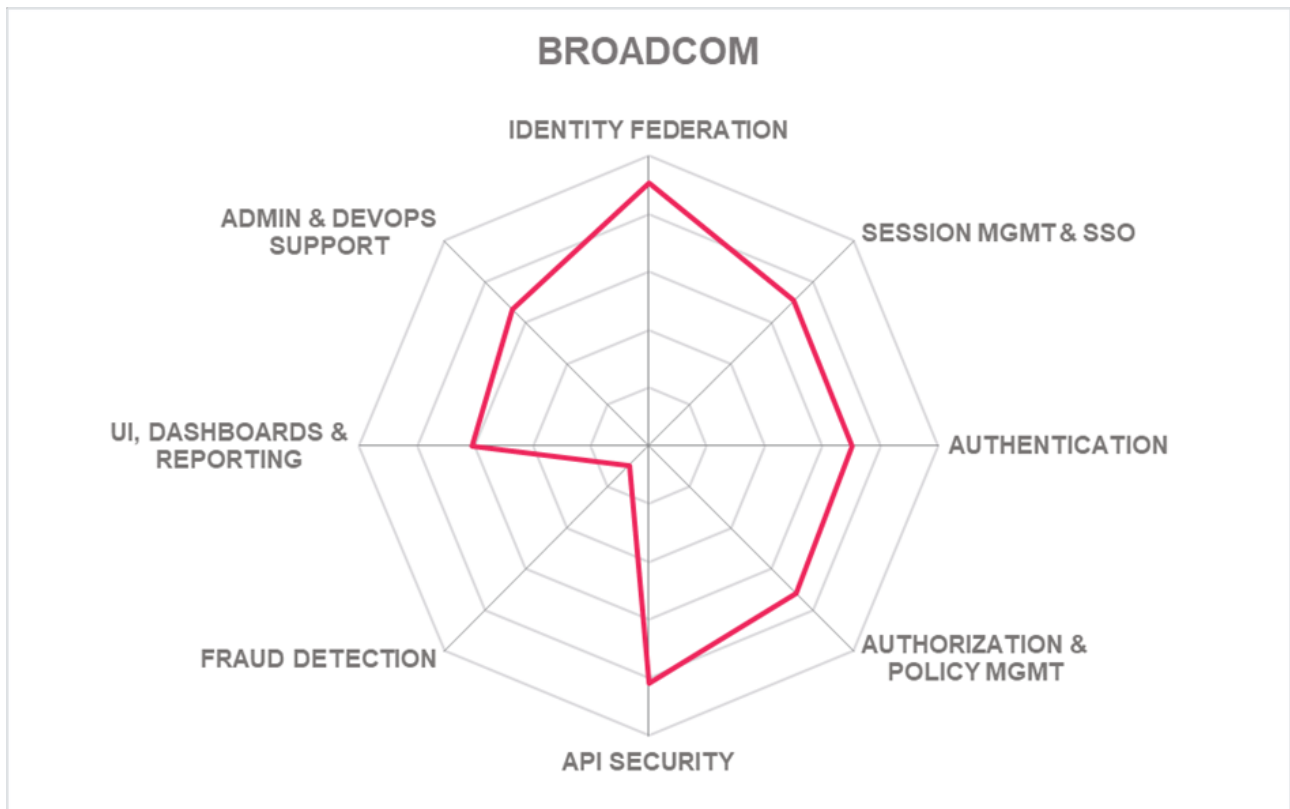 BROADCOM
IDENTITY FEDERATION
ADMIN & DEVOPS
SUPPORT
SESSION MGMT & SSO
UI, DASHBOARDS &
REPORTING
AUTHENTICATION
FRAUD DETECTION
AUTHORIZATION &
POLICY MGMT
API SECURITY